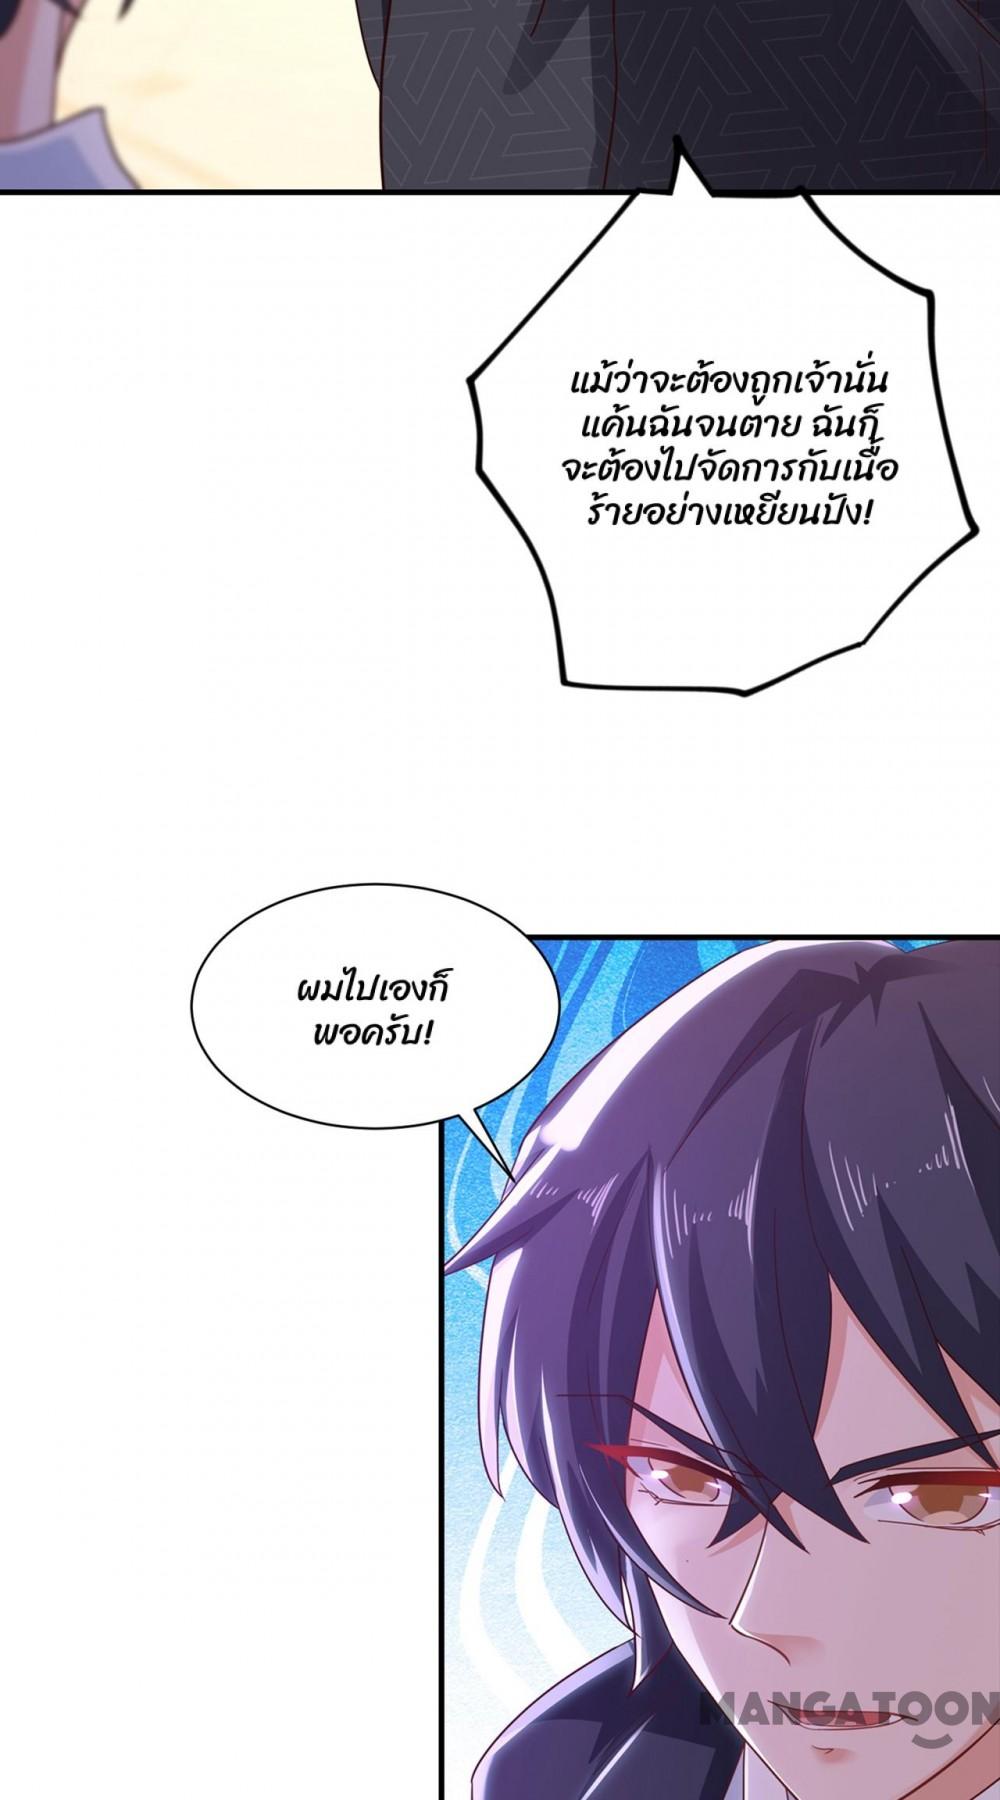 แม้ว่าจะต้องถูกเจ้านั่น
แค้นฉันจนตาย ฉันก็
จะต้องไปจัดการกับเนื้อ
ร้ายอย่างเหยียนปัง!
ผมไปเองก็
พอครับ!
MANGATOON